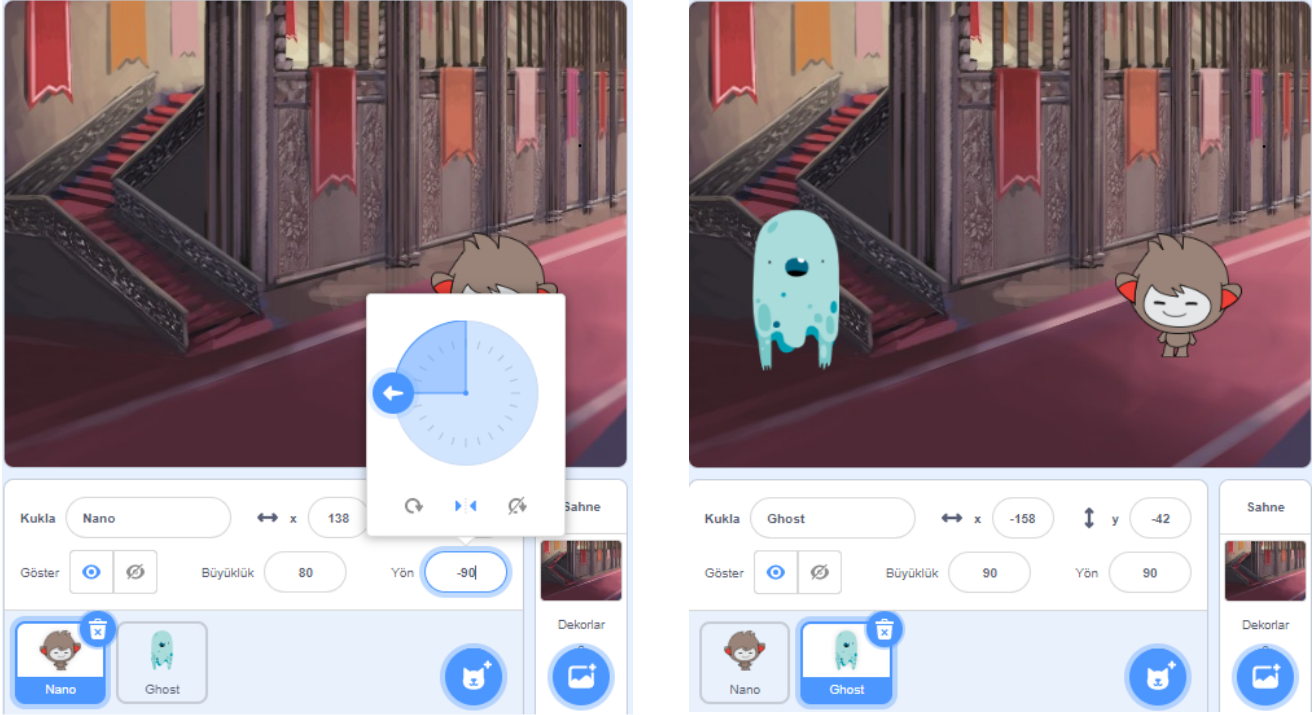 Kukla Nano x 138
Sahne
Göster Büyüklük 80 Yön -90
Dekorlar
Nano Ghost
Kukla Ghost x -158 y -42
Sahne
Göster Büyüklük 90 Yön 90
Dekorlar
Nano Ghost